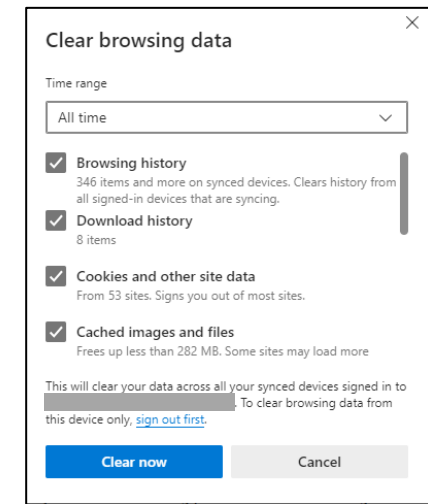 Clear browsing data
Time range
All time
Browsing history
346 items and more on synced devices. Clears history from
all signed-in devices that are syncing.
Download history
8 items
Cookies and other site data
From 53 sites. Signs you out of most sites.
Cached images and files
Frees up less than 282 MB. Some sites may load more
This will clear your data across all your synced devices signed in to
. To clear browsing data from
this device only, sign out first.
Clear now
Cancel